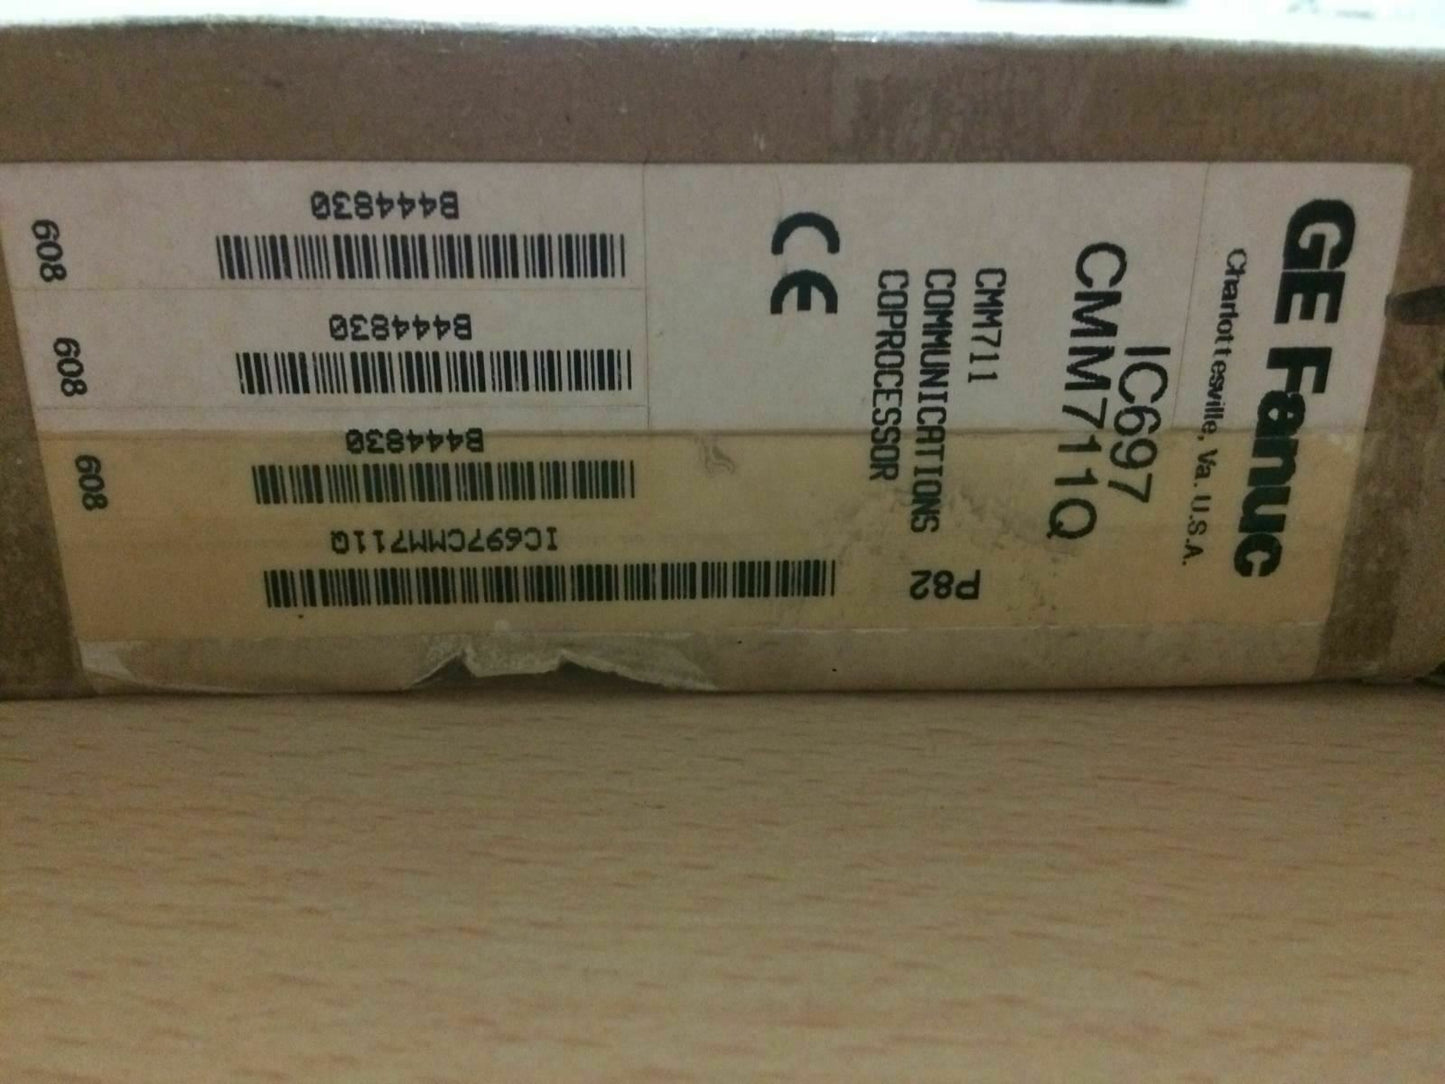 GE Fanuc
Charlottesville, Va. U.S.A.
IC697
CMM711Q
CMM711
COMMUNICATIONS
COPROCESSOR
P82
CE
IC697CMM711Q
B444830
608
B444830
608
B444830
608